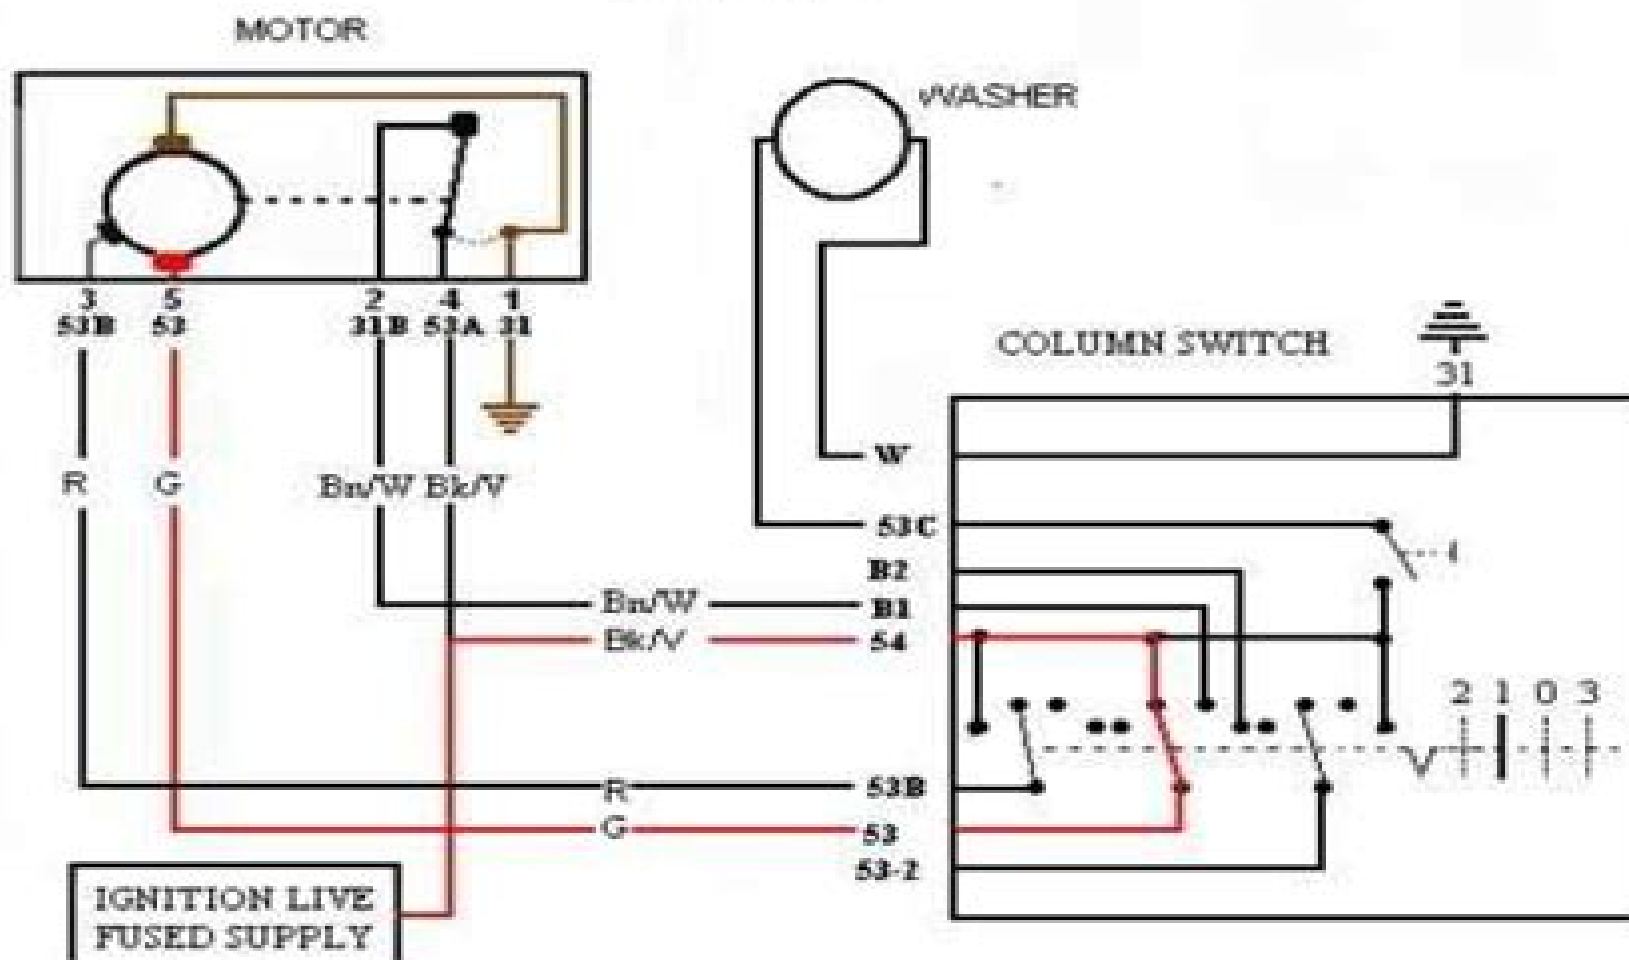 MOTOR
WASHER
3 5 2 4 1
53B 53 31B 53A 31
COLUMN SWITCH
31
W
R G Bn/W Bk/V
53C
B2
Bn/W B1
Bk/V 54
2 1 0 3
R 53B
G 53
53-2
IGNITION LIVE
FUSED SUPPLY